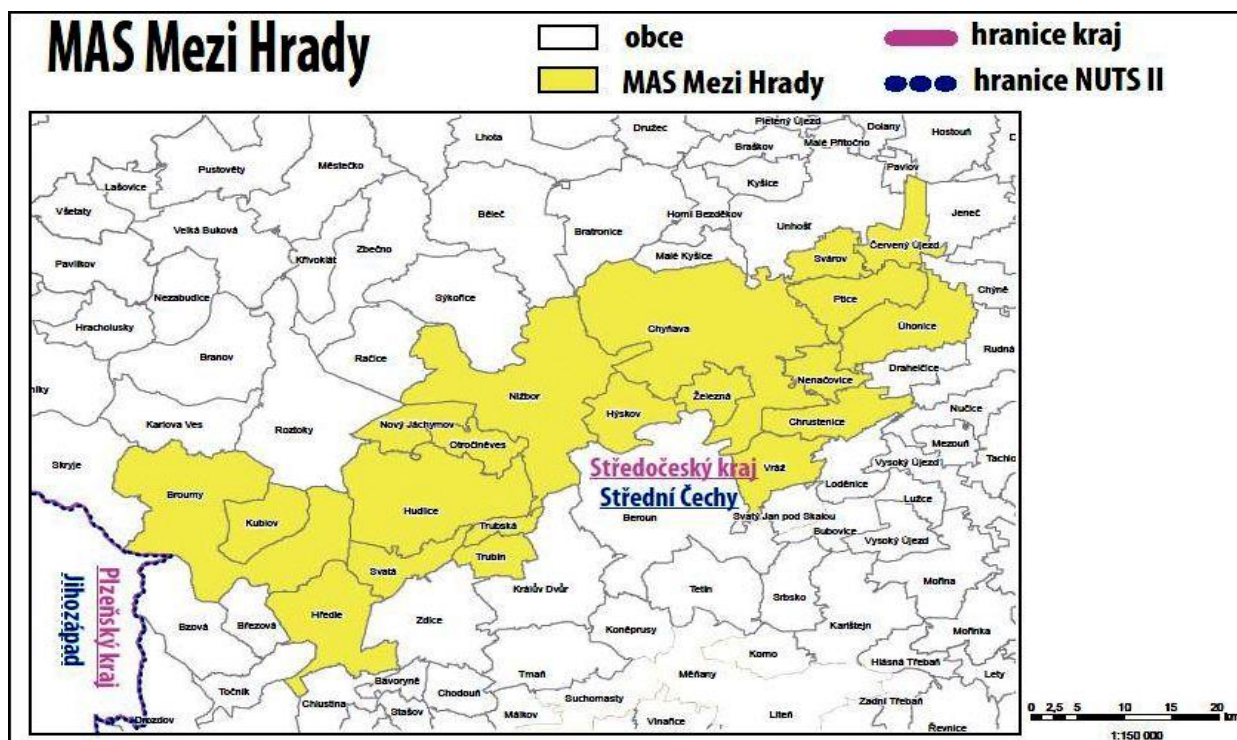 MAS Mezi Hrady
obce
MAS Mezi Hrady
hranice kraj
hranice NUTS II
Družec
Pletený Újezd
Dolany
Hostouň
Lhota
Braškov
Malé Přítočno
Pustověty
Městečko
Pavlov
Lašovice
Kyšice
Všetaty
Běleč
Horní Bezděkov
Jeneč
Velká Buková
Bratronice
Unhošť
Zbečno
Červený Újezd
Křivoklát
Malé Kyšice
Svárov
Pavlíkov
Nezabudice
Sýkořice
Chýně
Ptice
Hracholusky
Chyňava
Úhonice
Branov
Račice
Rudná
Drahelčice
níky
Nenačovice
Nižbor
Železná
Hýskov
Nučice
Karlova Ves
Roztoky
Nový Jáchymov
Chrustenice
Otročiněves
Mezouň
Skryje
Středočeský kraj
Vráž
Vysoký Újezd
Tachlo
Broumy
Střední Čechy
Loděnice
Lužce
Kublov
Hudlice
Beroun
Svatý Jan pod Skalou
Trubská
Bubovice
Vysoký Újezd
Trubín
Svatá
Mořina
Plzeňský kraj
Jihozápad
Králův Dvůr
Tetín
Srbsko
Hředle
Bzová
Březová
Zdice
Koněprusy
Karlštejn
Mořinka
Korno
Hlásná Třebaň
Tmaň
Měňany
Lety
Bavoryně
Točník
Chodouň
Suchomasty
Zadní Třebaň
Chlustina
Stašov
Málkov
Vinařice
Liteň
Drozdov
Řevnice
0 2,5 5 10 15 20
km
1:150 000